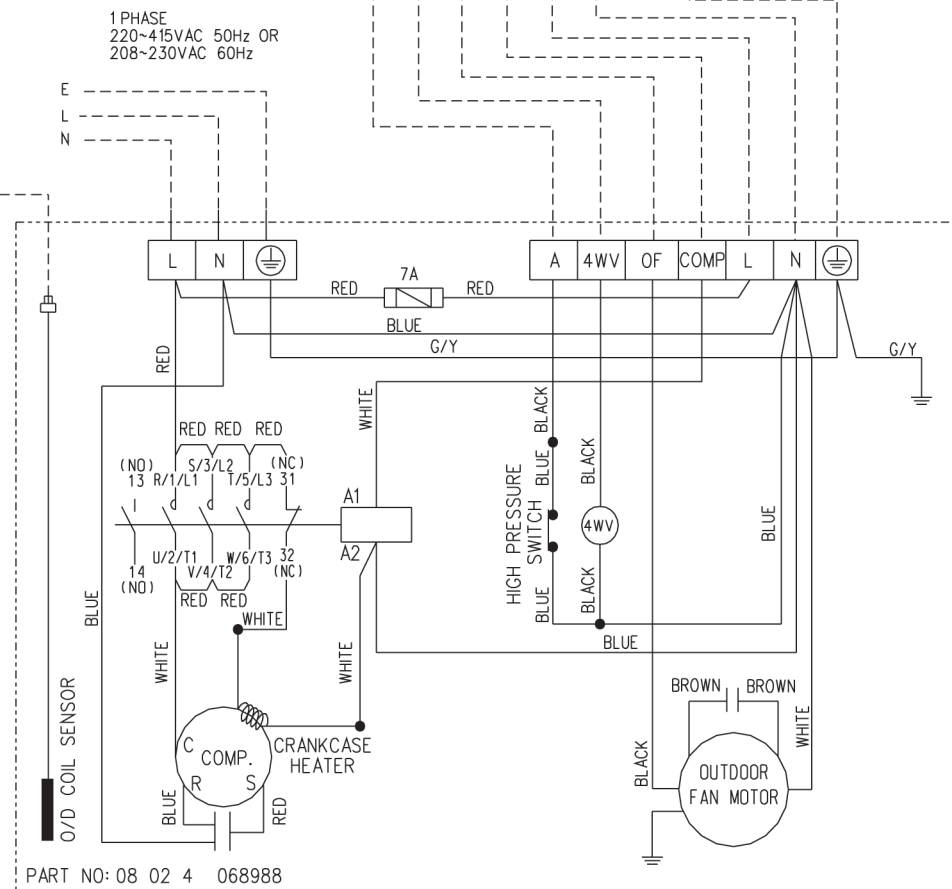 1 PHASE
220~415VAC 50Hz OR
208~230VAC 60Hz
E
L
N
L N
A 4WV OF COMP L N
7A
RED RED
BLUE
G/Y
G/Y
RED
WHITE
BLACK
RED RED RED
(NO) S/3/L2 (NC)
13 R/1/L1 T/5/L3 31
BLUE
BLACK
A1
A2
HIGH PRESSURE
SWITCH
4WV
BLUE
U/2/T1 W/6/T3 32
14 V/4/T2 (NC)
(NO)
RED RED
BLUE
BLUE
BLACK
WHITE
BLUE
WHITE
WHITE
BROWN BROWN
WHITE
O/D COIL SENSOR
C
COMP.
R S
CRANKCASE
HEATER
BLACK
OUTDOOR
FAN MOTOR
BLUE
RED
PART NO: 08 02 4 068988